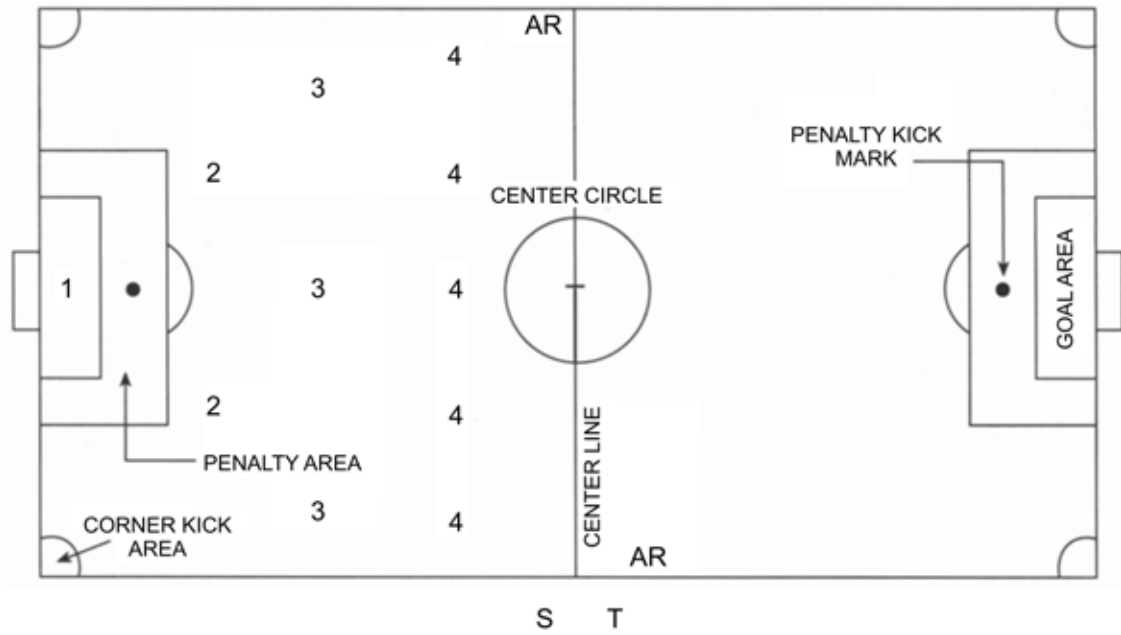 AR
4
3
PENALTY KICK
MARK
2
4
CENTER CIRCLE
1
3
4
GOAL AREA
2
4
CENTER LINE
PENALTY AREA
3
4
CORNER KICK
AREA
AR
S T